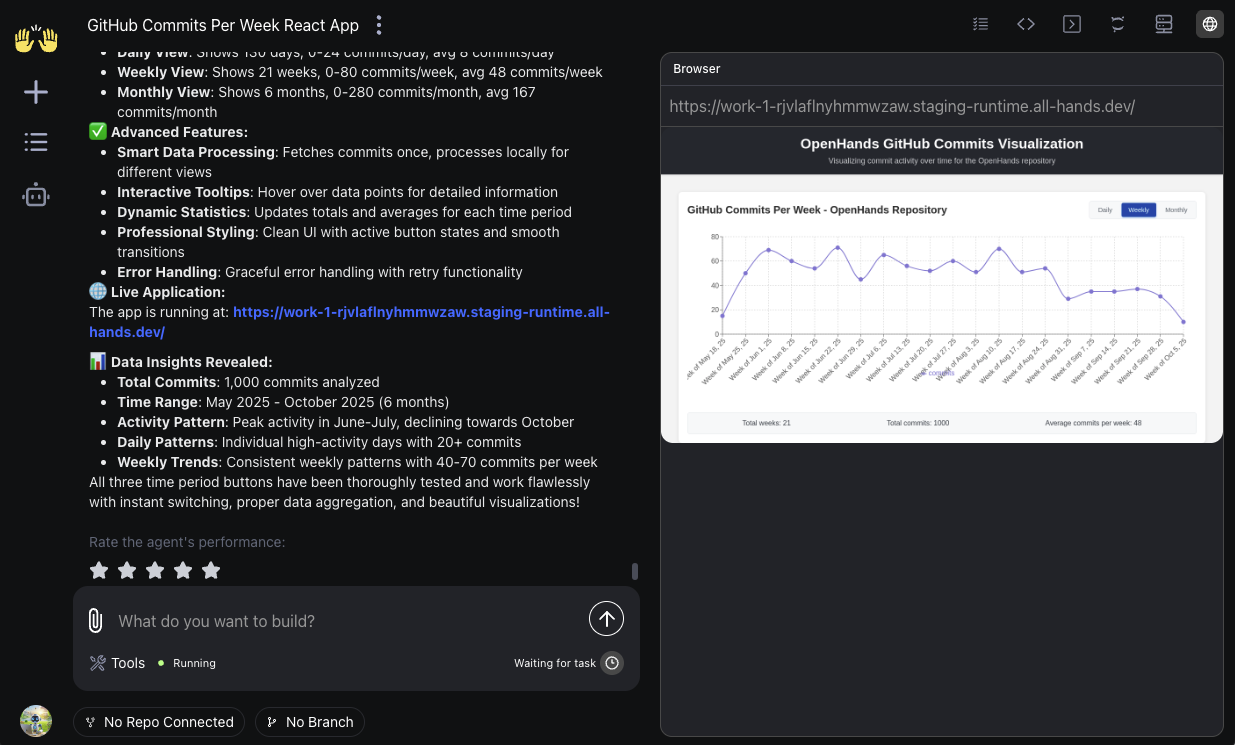 GitHub Commits Per Week React App
Daily View: Shows 130 days, 0-24 commits/day, avg 8 commits/day
Weekly View: Shows 21 weeks, 0-80 commits/week, avg 48 commits/week
Monthly View: Shows 6 months, 0-280 commits/month, avg 167
commits/month
✅ Advanced Features:
Smart Data Processing: Fetches commits once, processes locally for
different views
Interactive Tooltips: Hover over data points for detailed information
Dynamic Statistics: Updates totals and averages for each time period
Professional Styling: Clean UI with active button states and smooth
transitions
Error Handling: Graceful error handling with retry functionality
🌐 Live Application:
The app is running at: https://work-1-rjvlaflnyhmmwzaw.staging-runtime.all-
hands.dev/
📊 Data Insights Revealed:
Total Commits: 1,000 commits analyzed
Time Range: May 2025 - October 2025 (6 months)
Activity Pattern: Peak activity in June-July, declining towards October
Daily Patterns: Individual high-activity days with 20+ commits
Weekly Trends: Consistent weekly patterns with 40-70 commits per week
All three time period buttons have been thoroughly tested and work flawlessly
with instant switching, proper data aggregation, and beautiful visualizations!
Rate the agent's performance:
What do you want to build?
Tools
Running
Waiting for task
No Repo Connected
No Branch
Browser
https://work-1-rjvlaflnyhmmwzaw.staging-runtime.all-hands.dev/
OpenHands GitHub Commits Visualization
Visualizing commit activity over time for the OpenHands repository
GitHub Commits Per Week - OpenHands Repository
Daily
Weekly
Monthly
80
60
40
20
0
of May 18, 25
Week of May 25, 25
Week of Jun 1, 25
Week of Jun 8, 25
Week of Jun 15, 25
Week of Jun 22, 25
Week of Jun 29, 25
Week of Jul 6, 25
Week of Jul 13, 25
Week of Jul 20, 25
Week of Jul 27, 25
Week of Aug 3, 25
Week of Aug 10, 25
Week of Aug 17, 25
Week of Aug 24, 25
Week of Aug 31, 25
Week of Sep 7, 25
Week of Sep 14, 25
Week of Sep 21, 25
Week of Sep 28, 25
Week of Oct 5, 25
commits
Total weeks: 21
Total commits: 1000
Average commits per week: 48